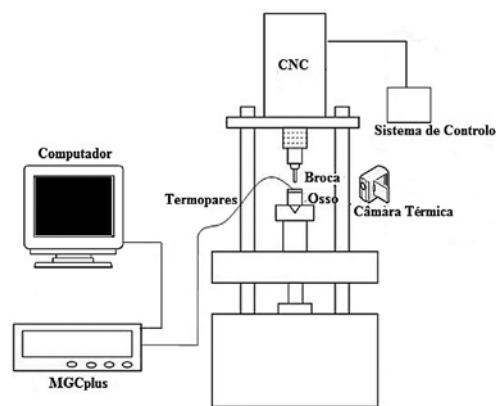 CNC
Sistema de Controlo
Computador
Broca
Termopares
Osso
Câmara Térmica
MGCplus